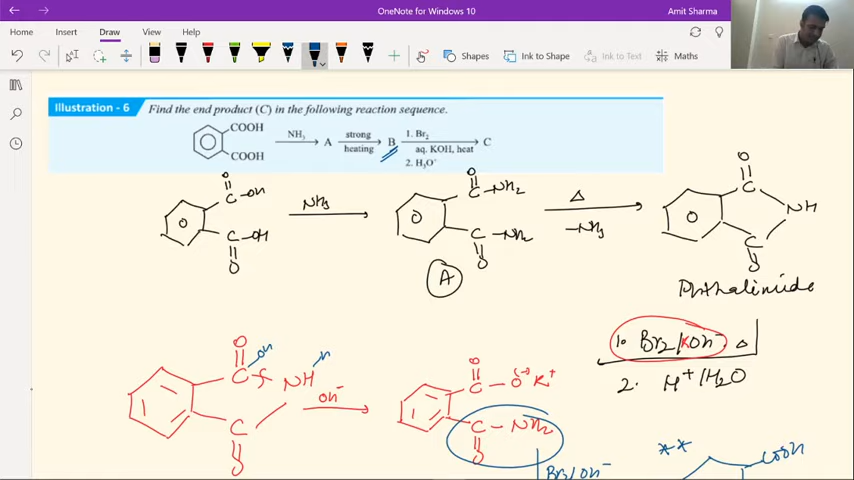 OneNote for Windows 10
Amit Sharma
Home Insert Draw View Help
Shapes Ink to Shape Ink to Text Maths
Illustration - 6 Find the end product (C) in the following reaction sequence.
COOH
COOH
NH₃
A
strong
heating
B
1. Br₂
aq. KOH, heat
2. H₃O⁺
C
O
C-OH
C-OH
O
NH₃
O
C-NH₂
C-NH₂
O
A
Δ
-NH₃
O
C
NH
C
O
Phthalimide
1. Br₂/KOH Δ
2. H⁺/H₂O
O
C
OH
NH
H
C
O
OH⁻
O
C-O(-)K⁺
C-NH₂
O
Br₂/OH⁻
**
COOH